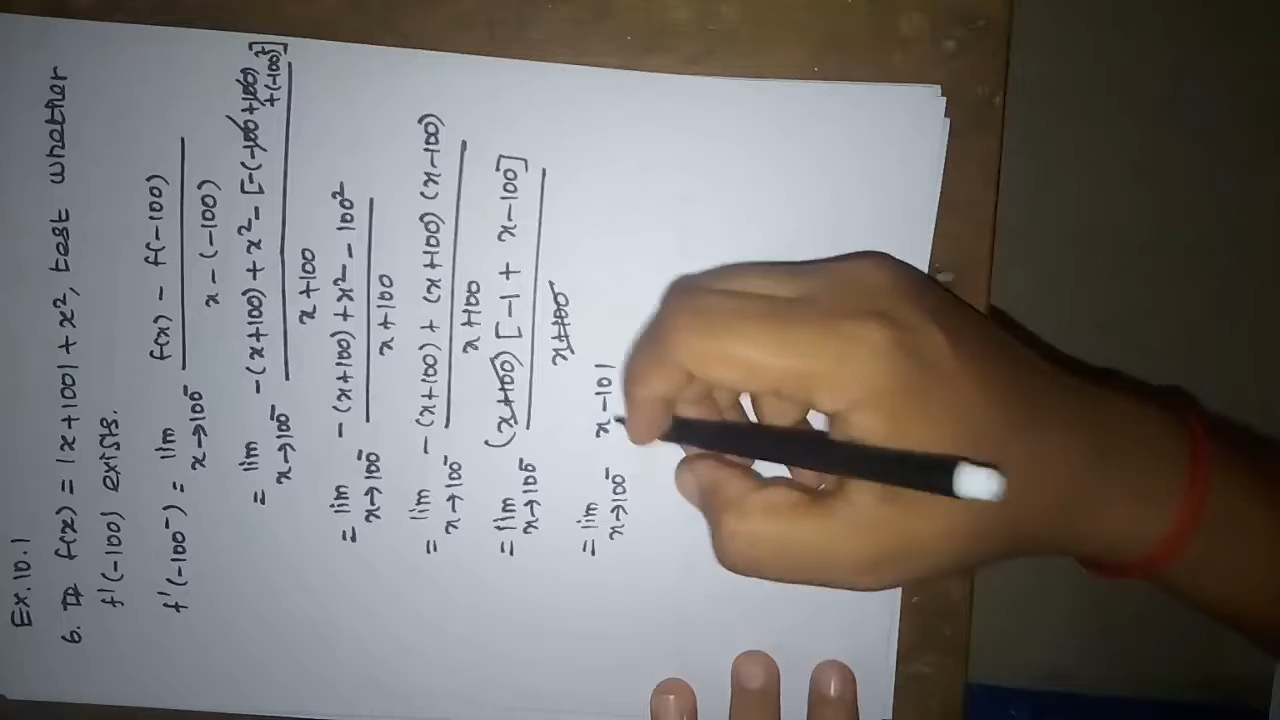 Ex. 10.1
6. If f(x) = |x+100| + x², test whether
f'(-100) exists.
f'(-100⁻) = lim f(x) - f(-100)
x→100⁻ x - (-100)
= lim -(x+100) + x² - [-(-100+100) + (-100)²]
x→100⁻ x+100
= lim -(x+100) + x² - 100²
x→100⁻ x+100
= lim -(x+100) + (x+100) (x-100)
x→100⁻ x+100
= lim (x+100) [-1 + x-100]
x→100⁻ x+100
= lim x-101
x→100⁻